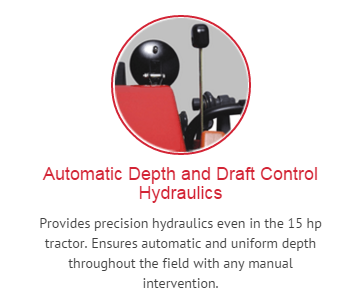 Automatic Depth and Draft Control
Hydraulics
Provides precision hydraulics even in the 15 hp
tractor. Ensures automatic and uniform depth
throughout the field with any manual
intervention.